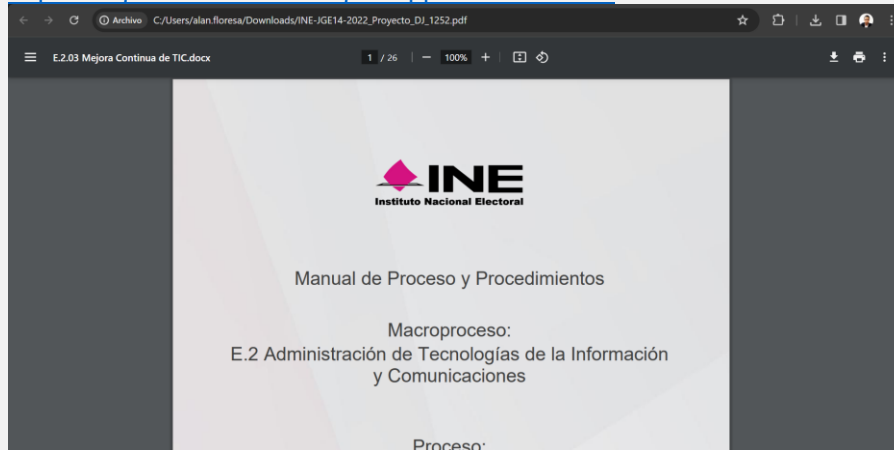 Archivo C:/Users/alan.floresa/Downloads/INE-JGE14-2022_Proyecto_DJ_1252.pdf
E.2.03 Mejora Continua de TIC.docx 1 / 26 100%
INE
Instituto Nacional Electoral
Manual de Proceso y Procedimientos
Macroproceso:
E.2 Administración de Tecnologías de la Información
y Comunicaciones
Proceso: